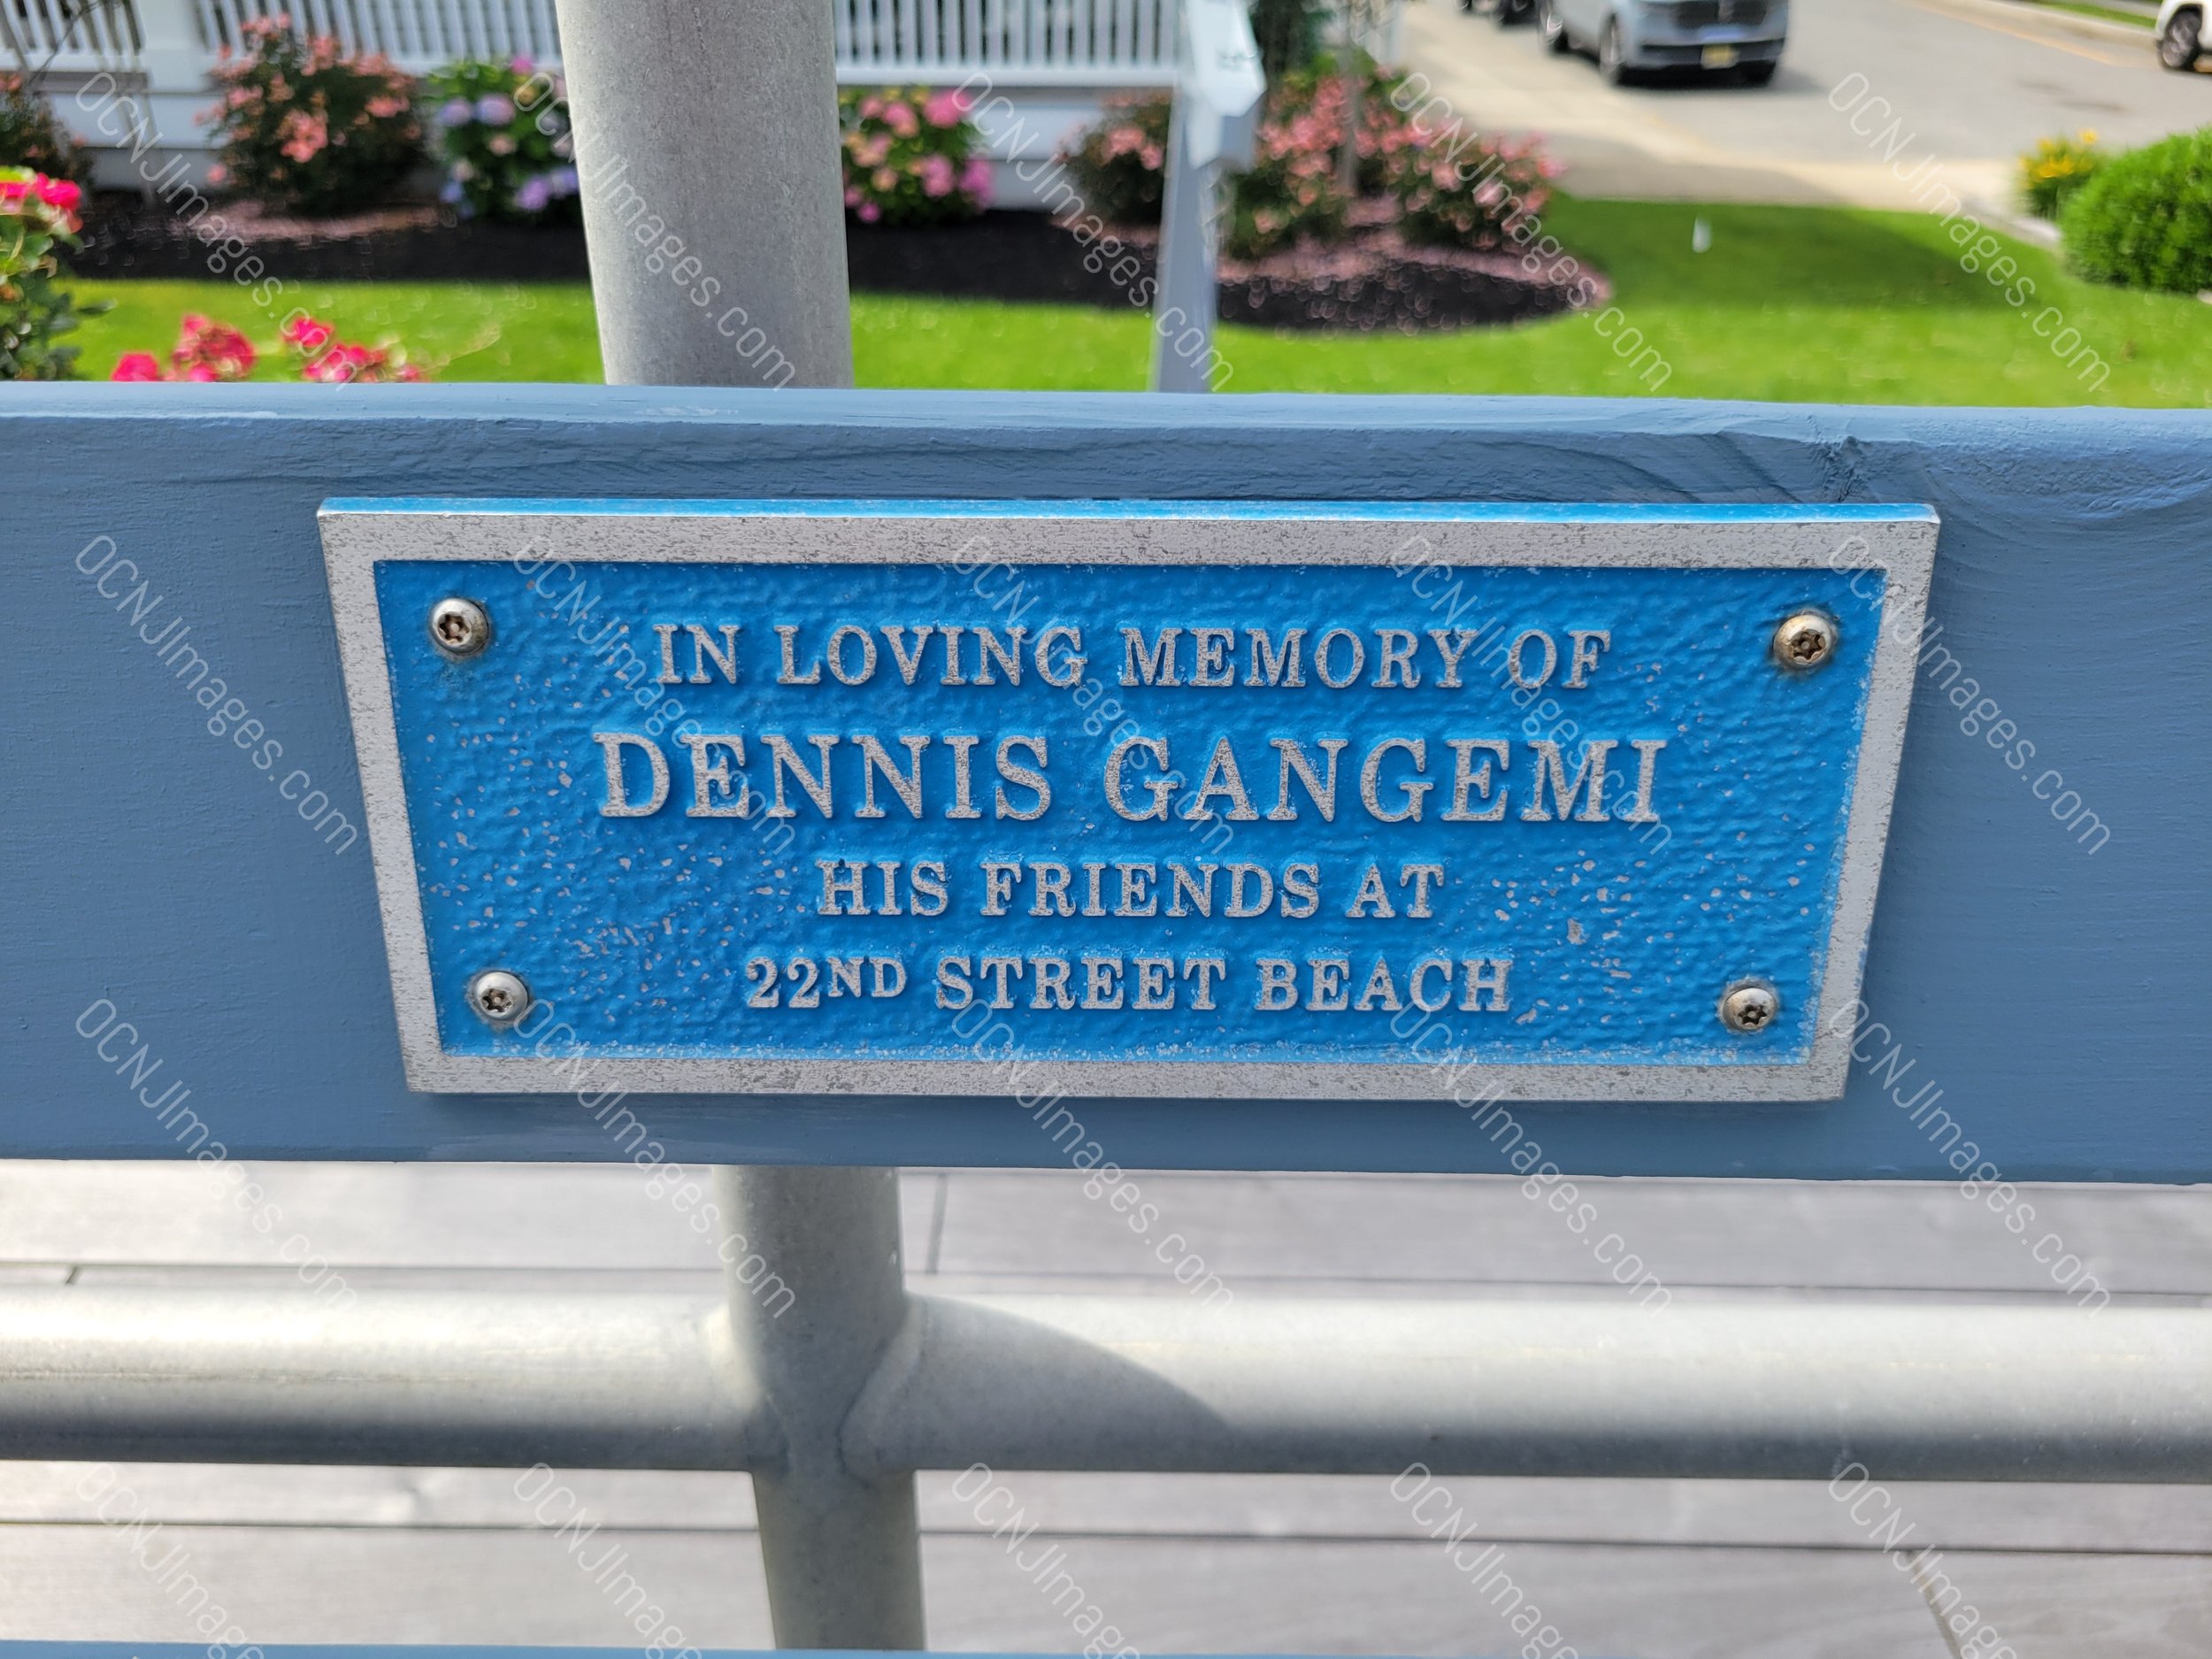 IN LOVING MEMORY OF
DENNIS GANGEMI
HIS FRIENDS AT
22ND STREET BEACH
OCNJImages.com